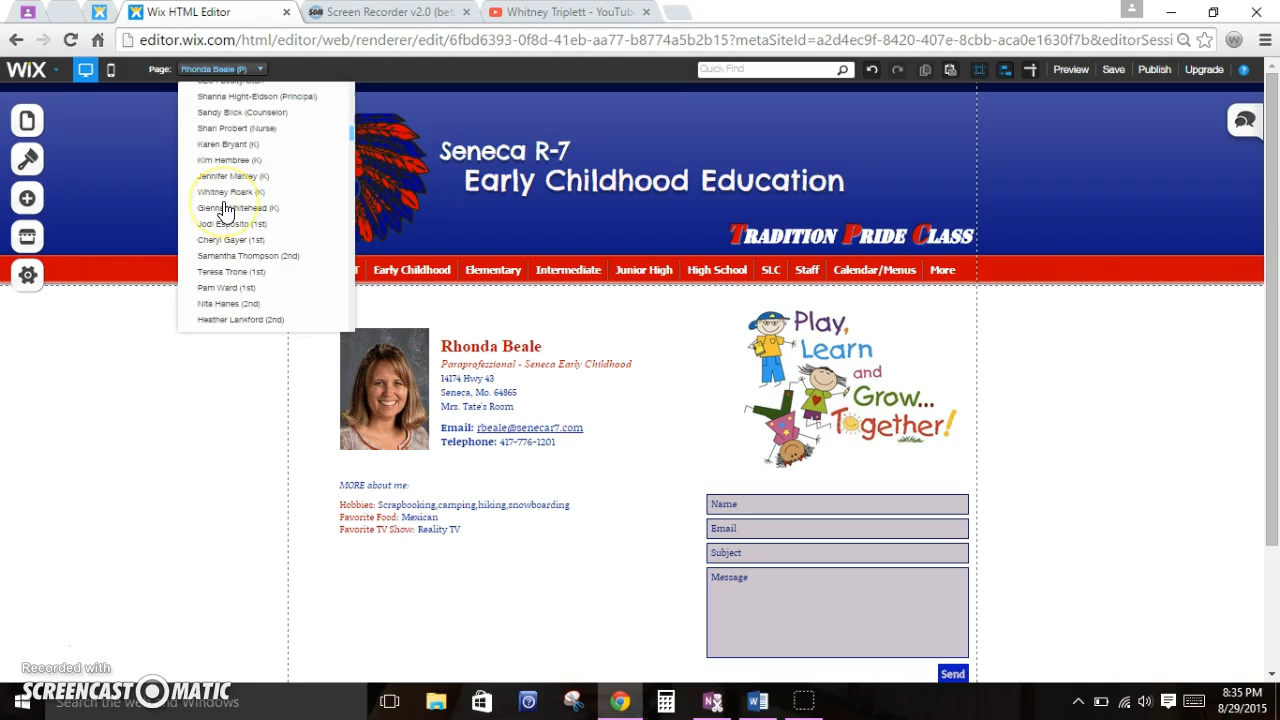 Wix HTML Editor
Screen Recorder v2.0 (bet
Whitney Triplett - YouTub
editor.wix.com/html/editor/web/renderer/edit/6fbd6393-0f8d-41eb-aa77-b8774a5b2b15?metaSiteId=a2d4ec9f-8420-407e-8cbb-aca0e1630f7b&editorSessi
WiX
Page: Rhonda Beale (P)
Quick Find
Save Publish Upgrade
Preview
Shanna Hight-Eidson (Principal)
Sandy Blick (Counselor)
Shari Probert (Nurse)
Karen Bryant (K)
Kim Hembree (K)
Jennifer Manley (K)
Whitney Roark (K)
Glenna Whitehead (K)
Jodi Esposito (1st)
Cheryl Gayer (1st)
Samantha Thompson (2nd)
Teresa Trone (1st)
Pam Ward (1st)
Nita Hanes (2nd)
Heather Lankford (2nd)
Seneca R-7
Early Childhood Education
Tradition Pride Class
Early Childhood Elementary Intermediate Junior High High School SLC Staff Calendar/Menus More
Rhonda Beale
Paraprofessional - Seneca Early Childhood
14174 Hwy 43
Seneca, Mo. 64865
Mrs. Tate's Room
Email: rbeale@senecar7.com
Telephone: 417-776-1201
Play,
Learn
and
Grow...
Together!
MORE about me:
Hobbies: Scrapbooking,camping,hiking,snowboarding
Favorite Food: Mexican
Favorite TV Show: Reality TV
Name
Email
Subject
Message
Send
Recorded with
SCREENCAST-O-MATIC
Search the web and Windows
8:35 PM
8/29/2015